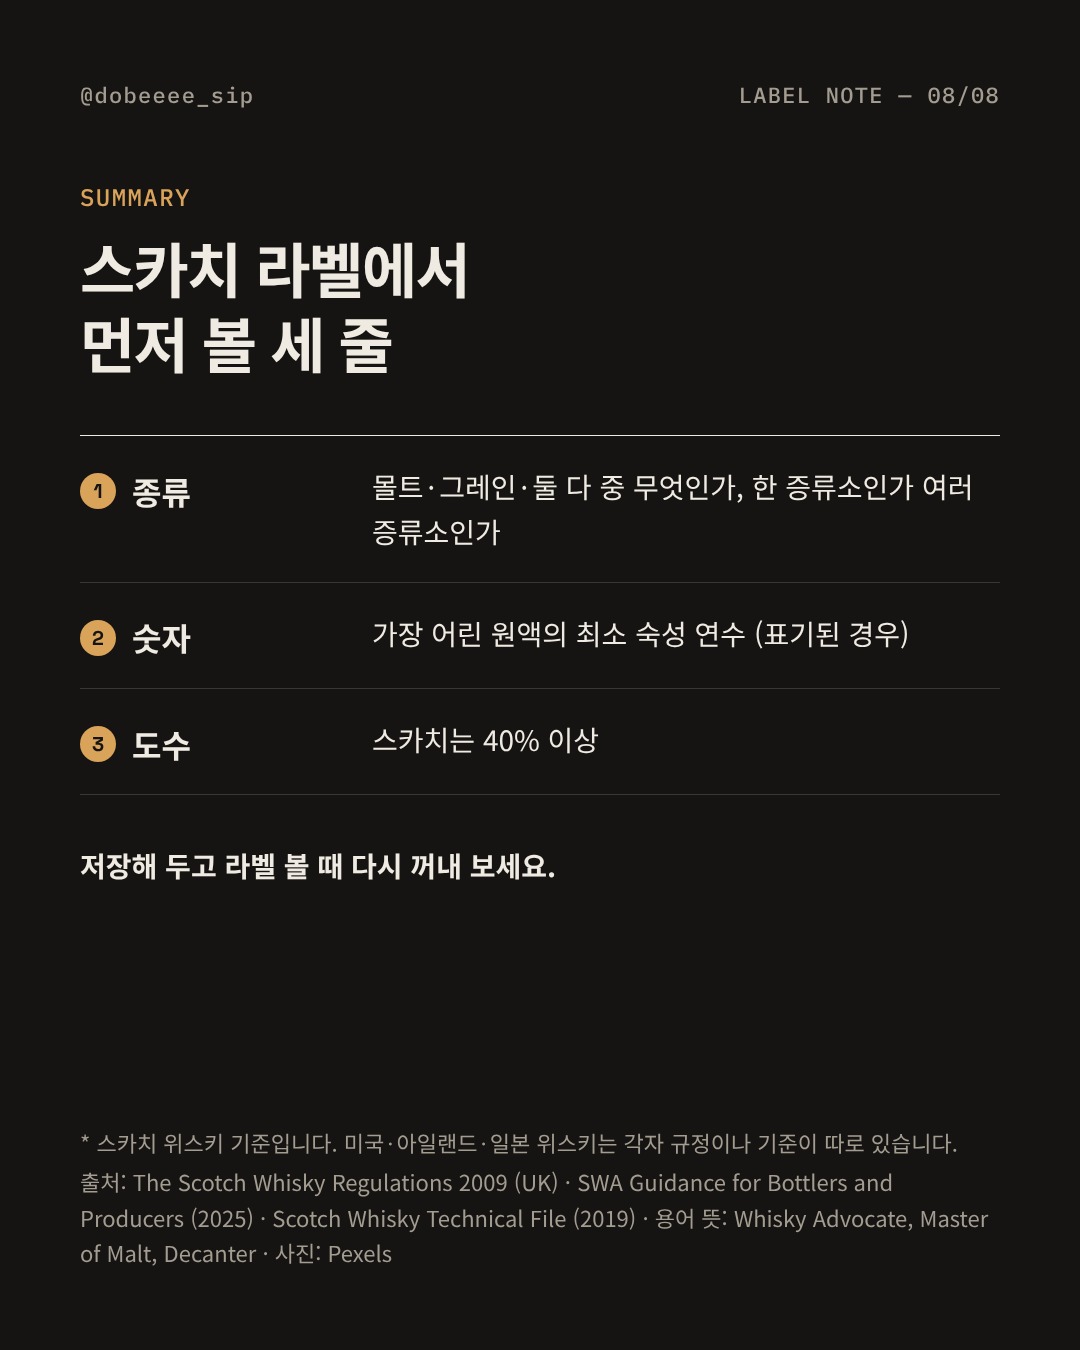 @dobeeee_sip
LABEL NOTE — 08/08
SUMMARY
스카치 라벨에서
먼저 볼 세 줄
1 종류
몰트·그레인·둘 다 중 무엇인가, 한 증류소인가 여러
증류소인가
2 숫자
가장 어린 원액의 최소 숙성 연수 (표기된 경우)
3 도수
스카치는 40% 이상
저장해 두고 라벨 볼 때 다시 꺼내 보세요.
* 스카치 위스키 기준입니다. 미국·아일랜드·일본 위스키는 각자 규정이나 기준이 따로 있습니다.
출처: The Scotch Whisky Regulations 2009 (UK) · SWA Guidance for Bottlers and
Producers (2025) · Scotch Whisky Technical File (2019) · 용어 뜻: Whisky Advocate, Master
of Malt, Decanter · 사진: Pexels